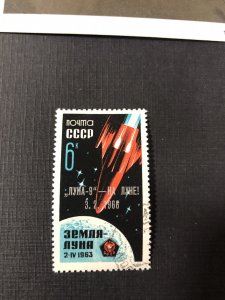 ПОЧТА
СССР
6К
„ЛУНА-9"—НА ЛУНЕ!
3.2.1966
ЗЕМЛЯ-
ЛУНА
2-IV 1963